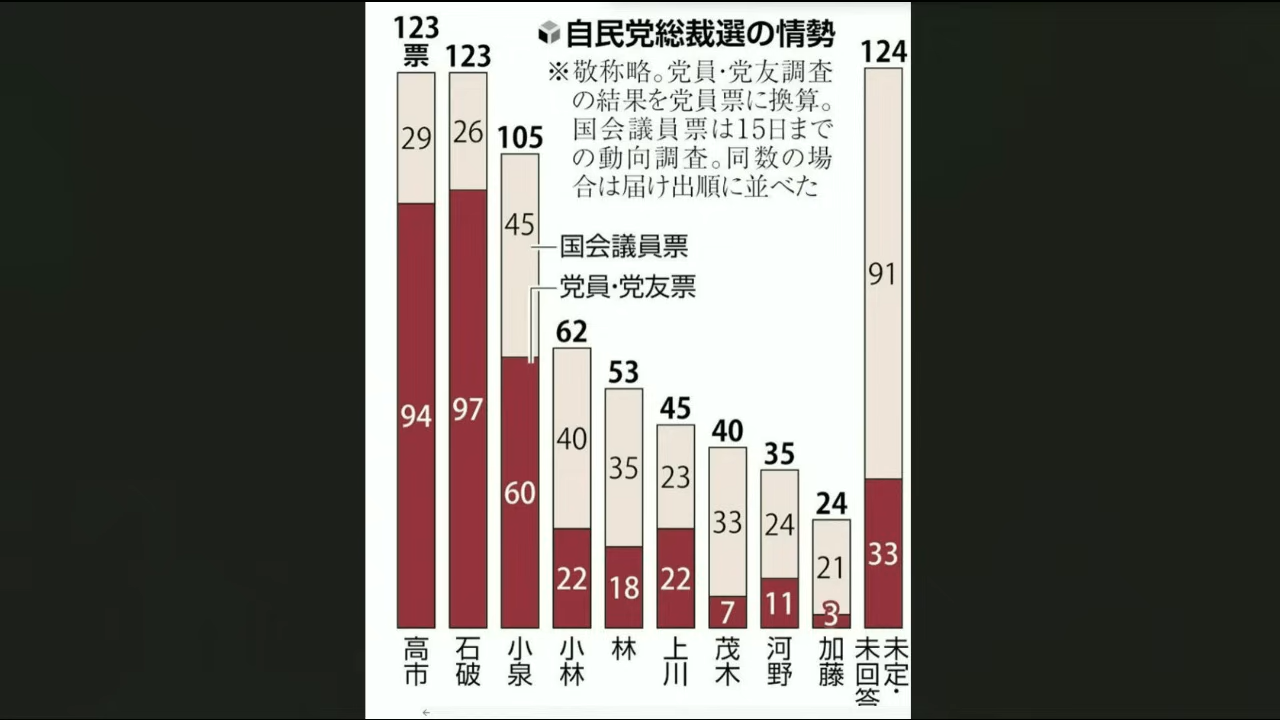 自民党総裁選の情勢
※敬称略。党員・党友調査
の結果を党員票に換算。
国会議員票は15日まで
の動向調査。同数の場
合は届け出順に並べた
国会議員票
党員・党友票
123
票
29
94
高市
123
26
97
石破
105
45
60
小泉
62
40
22
小林
53
35
18
林
45
23
22
上川
40
33
7
茂木
35
24
11
河野
24
21
3
加藤
124
91
33
未定・
未回答